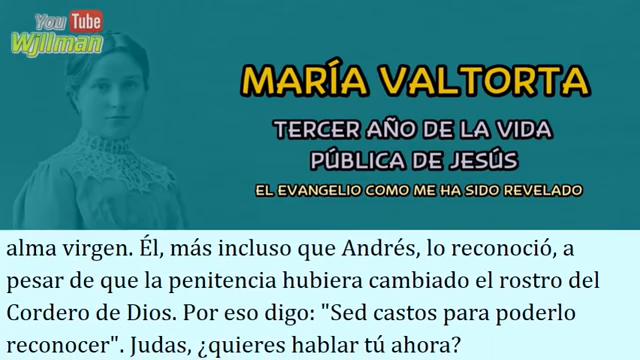 You Tube
Wjllman
MARÍA VALTORTA
TERCER AÑO DE LA VIDA
PÚBLICA DE JESÚS
EL EVANGELIO COMO ME HA SIDO REVELADO
alma virgen. Él, más incluso que Andrés, lo reconoció, a
pesar de que la penitencia hubiera cambiado el rostro del
Cordero de Dios. Por eso digo: "Sed castos para poderlo
reconocer". Judas, ¿quieres hablar tú ahora?